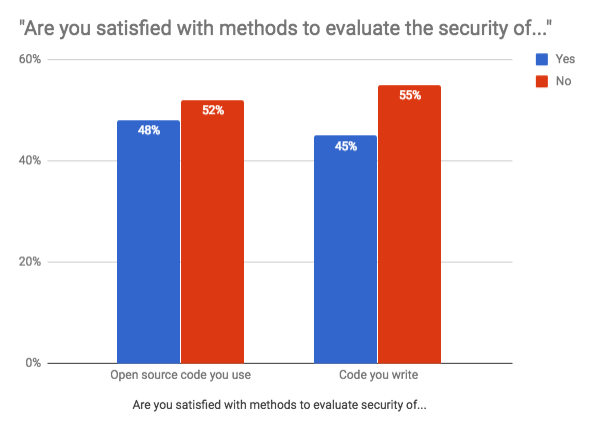 "Are you satisfied with methods to evaluate the security of..."
60%
Yes
No
55%
52%
48%
45%
40%
20%
0%
Open source code you use
Code you write
Are you satisfied with methods to evaluate security of...